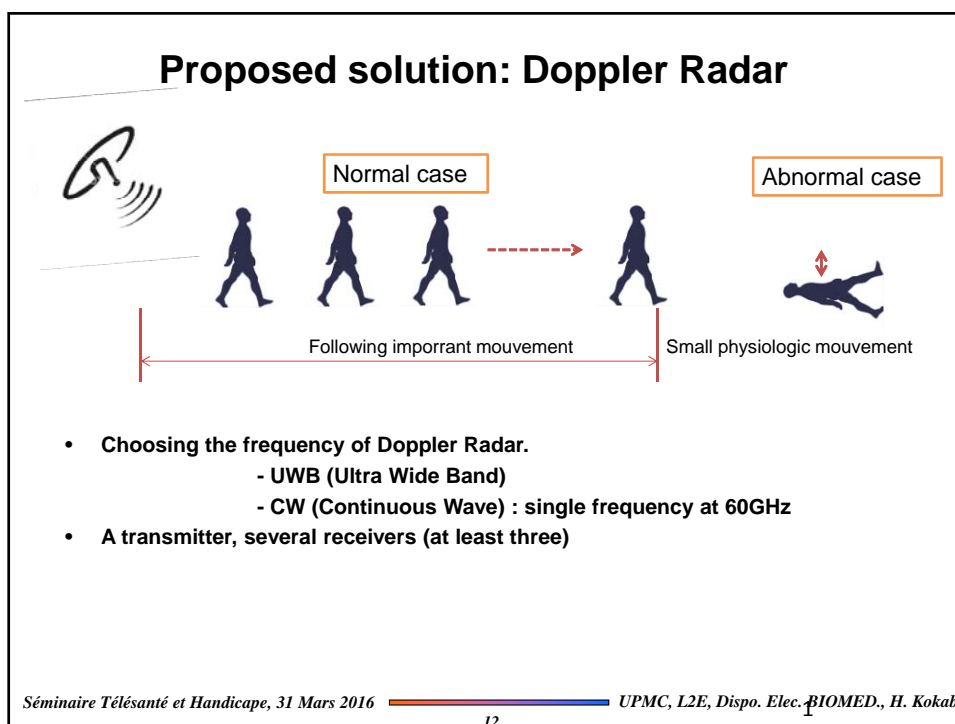 Proposed solution: Doppler Radar
Normal case
Abnormal case
Following imporrant mouvement
Small physiologic mouvement
• Choosing the frequency of Doppler Radar.
- UWB (Ultra Wide Band)
- CW (Continuous Wave) : single frequency at 60GHz
• A transmitter, several receivers (at least three)
Séminaire Télésanté et Handicape, 31 Mars 2016
UPMC, L2E, Dispo. Elec. BIOMED., H. Kokab
12
1